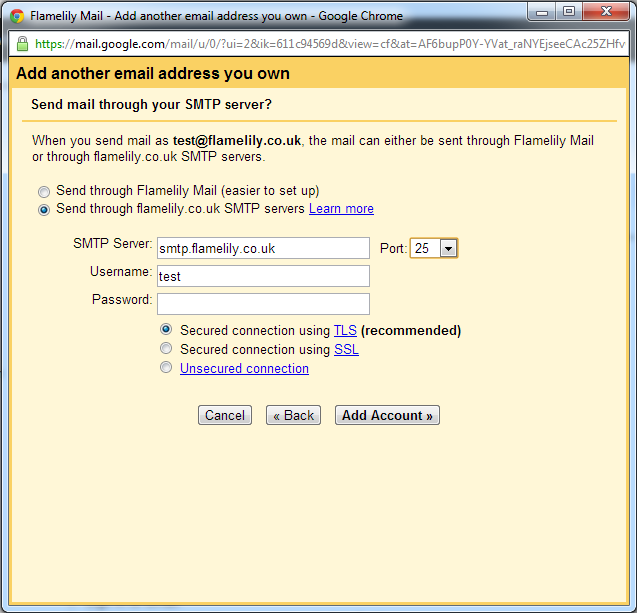 Flamelily Mail - Add another email address you own - Google Chrome
https://mail.google.com/mail/u/0/?ui=2&ik=611c94569d&view=cf&at=AF6bupP0Y-YVat_raNYEjseeCAc25ZHfv
Add another email address you own
Send mail through your SMTP server?
When you send mail as test@flamelily.co.uk, the mail can either be sent through Flamelily Mail
or through flamelily.co.uk SMTP servers.
Send through Flamelily Mail (easier to set up)
Send through flamelily.co.uk SMTP servers Learn more
SMTP Server: smtp.flamelily.co.uk Port: 25
Username: test
Password:
Secured connection using TLS (recommended)
Secured connection using SSL
Unsecured connection
Cancel « Back Add Account »